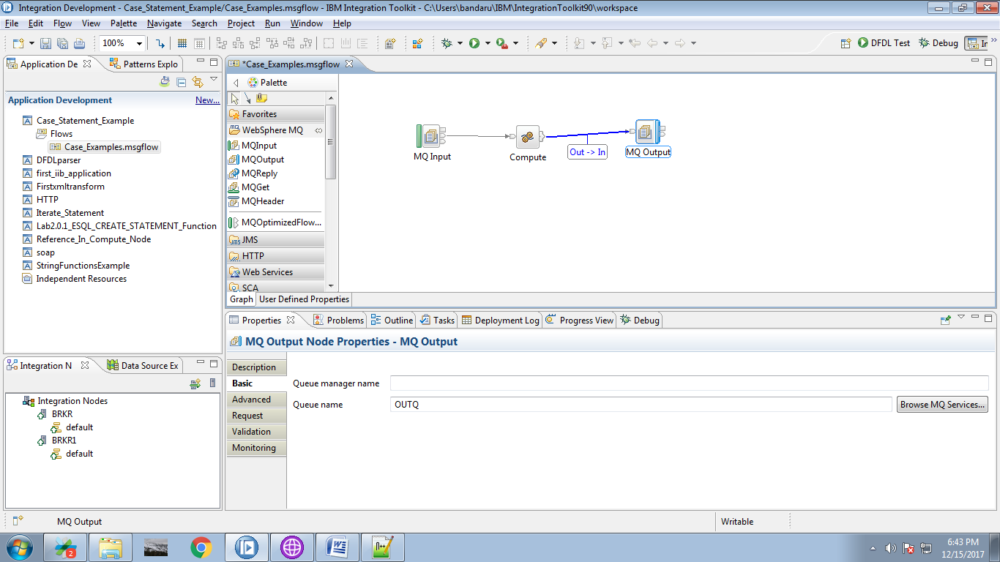 Integration Development - Case_Statement_Example/Case_Examples.msgflow - IBM Integration Toolkit - C:\Users\bandaru\IBM\IntegrationToolkit90\workspace
File Edit Flow View Palette Navigate Search Project Run Window Help
100% DFDL Test Debug Ir
Application De Patterns Explo
Application Development New...
Case_Statement_Example
Flows
Case_Examples.msgflow
DFDLparser
first_iib_application
Firstxmltransform
HTTP
Iterate_Statement
Lab2.0.1_ESQL_CREATE_STATEMENT_Function
Reference_In_Compute_Node
soap
StringFunctionsExample
Independent Resources
Integration N Data Source Ex
Integration Nodes
BRKR
default
BRKR1
default
*Case_Examples.msgflow
Palette
Favorites
WebSphere MQ
MQInput
MQOutput
MQReply
MQGet
MQHeader
MQOptimizedFlow...
JMS
HTTP
Web Services
SCA
MQ Input
Compute
Out -> In
MQ Output
Graph User Defined Properties
Properties Problems Outline Tasks Deployment Log Progress View Debug
MQ Output Node Properties - MQ Output
Description
Basic
Advanced
Request
Validation
Monitoring
Queue manager name
Queue name OUTQ Browse MQ Services...
MQ Output Writable
2
6:43 PM
12/15/2017